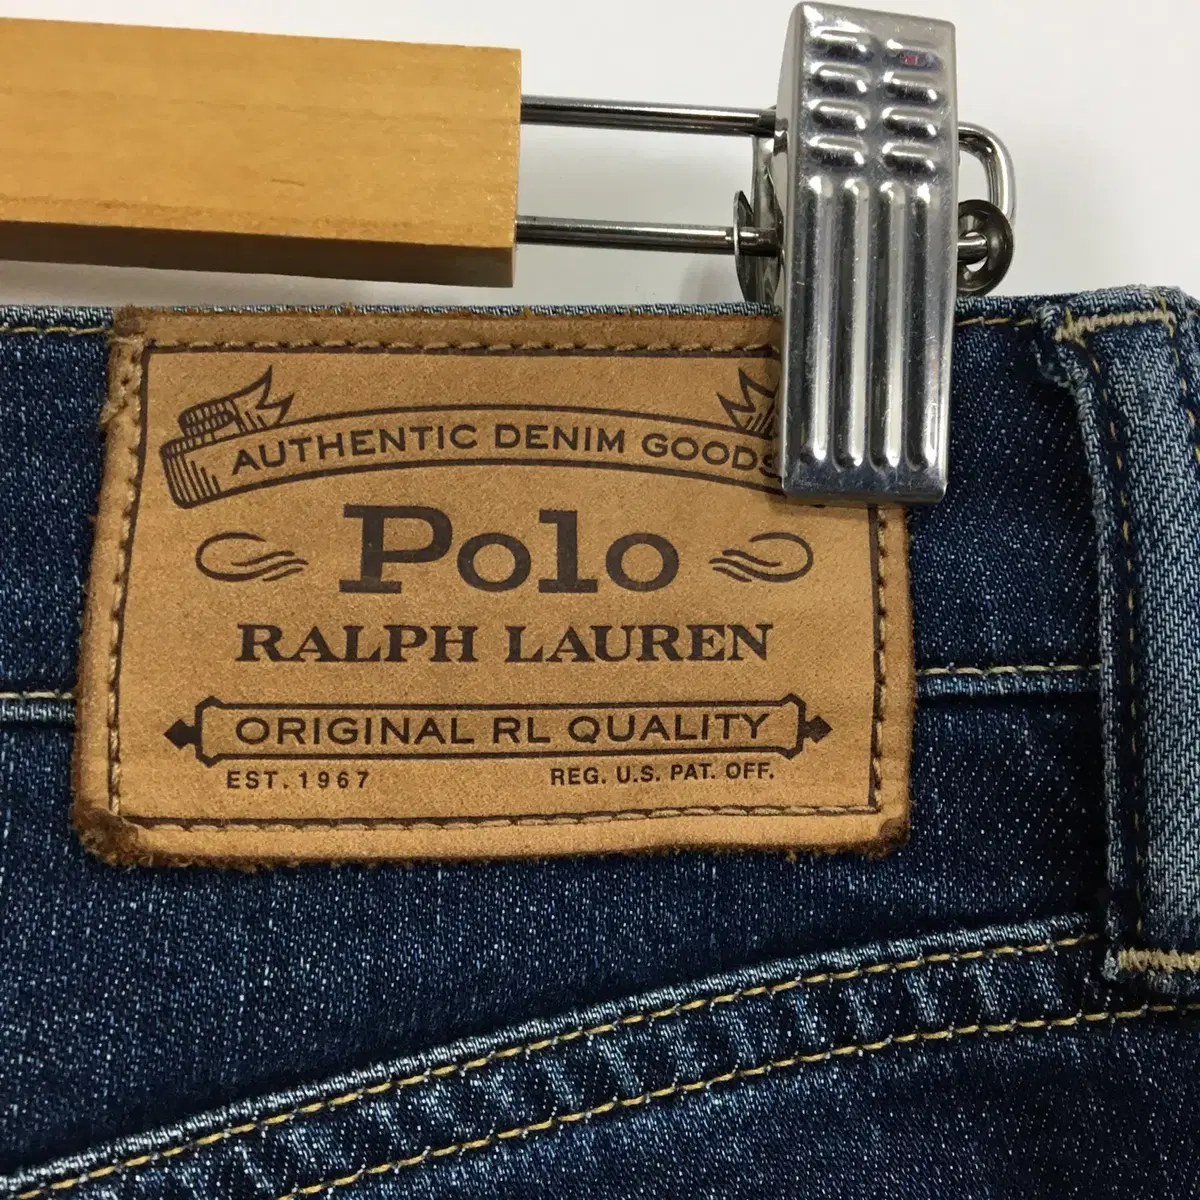 AUTHENTIC DENIM GOODS
Polo
RALPH LAUREN
ORIGINAL RL QUALITY
EST. 1967 REG. U.S. PAT. OFF.